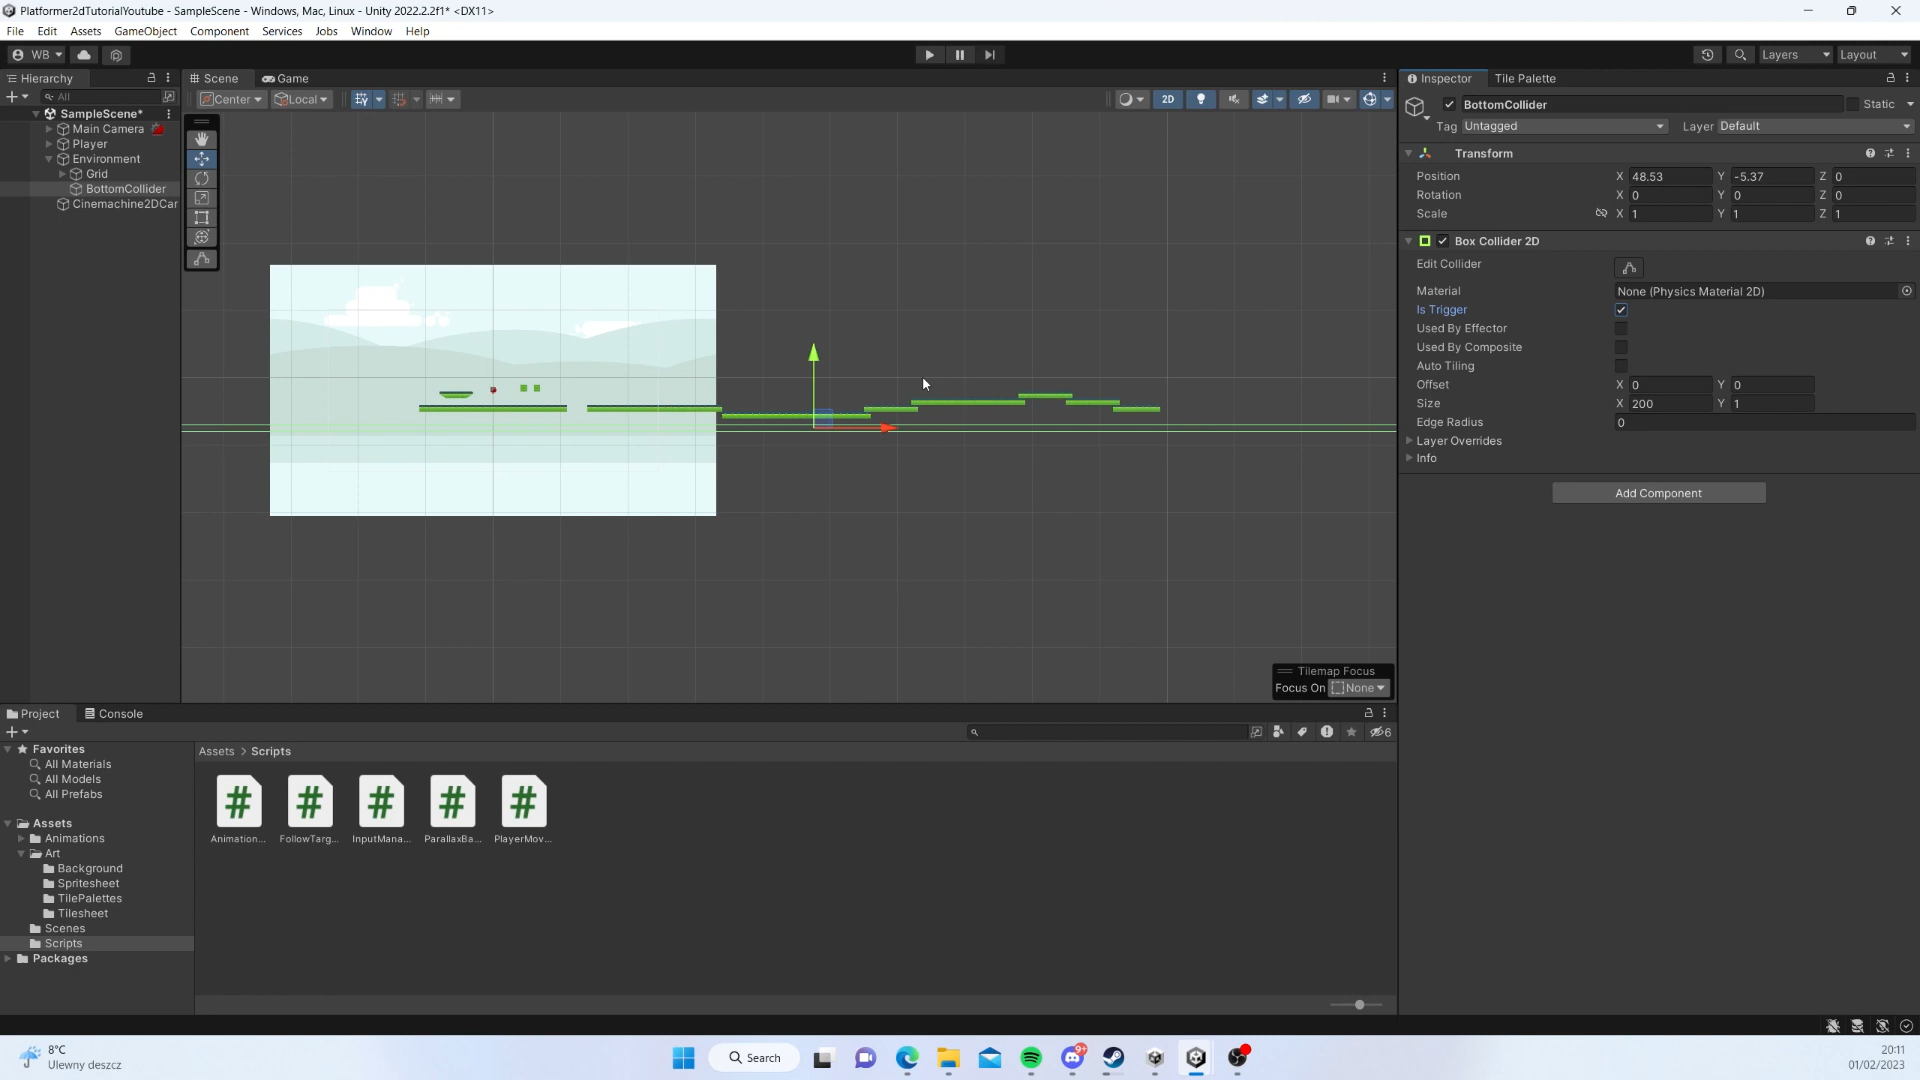 Platformer2dTutorialYoutube - SampleScene - Windows, Mac, Linux - Unity 2022.2.2f1* <DX11>
File Edit Assets GameObject Component Services Jobs Window Help
WB Layers Layout
Hierarchy Scene Game Inspector Tile Palette
All Center Local 2D BottomCollider Static
SampleScene* Tag Untagged Layer Default
Main Camera
Player
Environment
Grid
BottomCollider
Cinemachine2DCar
Transform
Position X 48.53 Y -5.37 Z 0
Rotation X 0 Y 0 Z 0
Scale X 1 Y 1 Z 1
Box Collider 2D
Edit Collider
Material None (Physics Material 2D)
Is Trigger
Used By Effector
Used By Composite
Auto Tiling
Offset X 0 Y 0
Size X 200 Y 1
Edge Radius 0
Layer Overrides
Info
Add Component
Tilemap Focus
Focus On None
Project Console
6
Favorites
All Materials
All Models
All Prefabs
Assets
Animations
Art
Background
Spritesheet
TilePalettes
Tilesheet
Scenes
Scripts
Packages
Assets > Scripts
Animation... FollowTarg... InputMana... ParallaxBa... PlayerMov...
8°C
Ulewny deszcz
Search
9+
20:11
01/02/2023